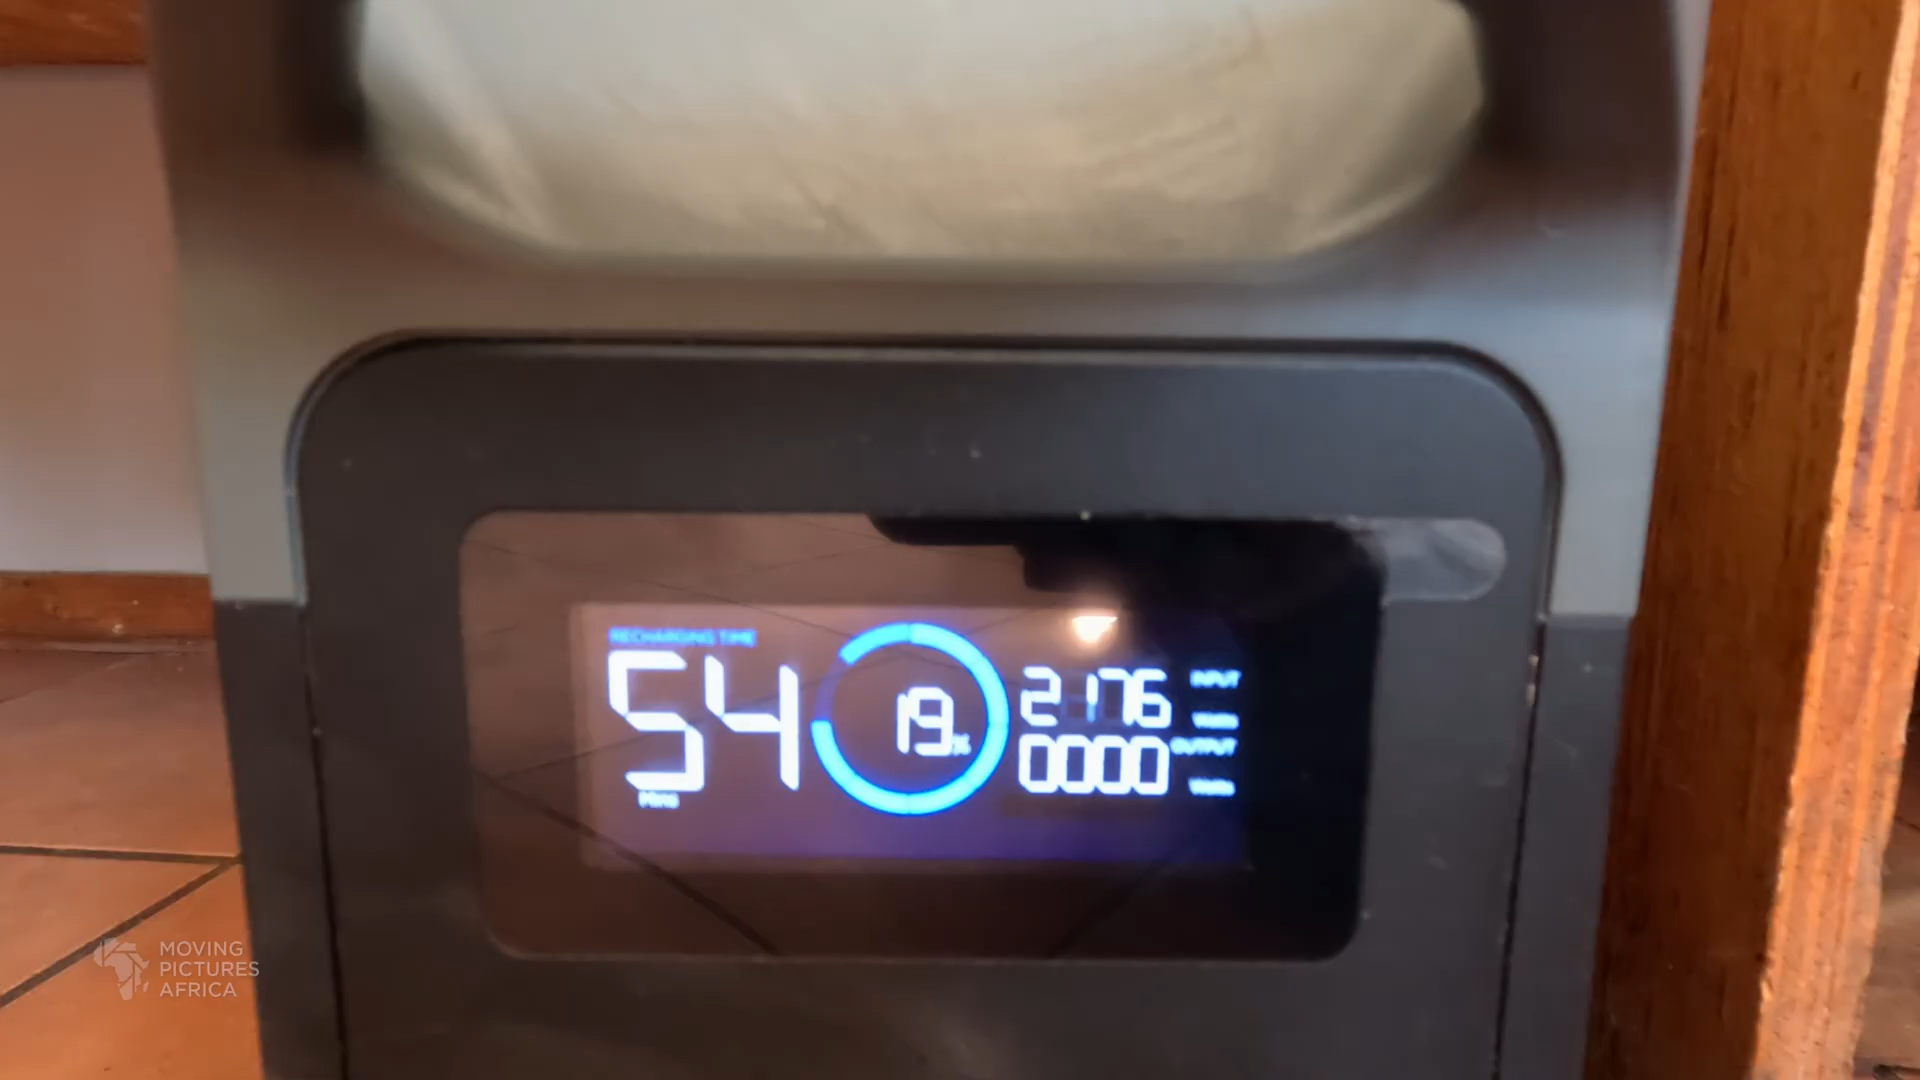 RECHARGING TIME
54
Mins
19%
2176
INPUT
Watts
0000
OUTPUT
Watts
MOVING
PICTURES
AFRICA